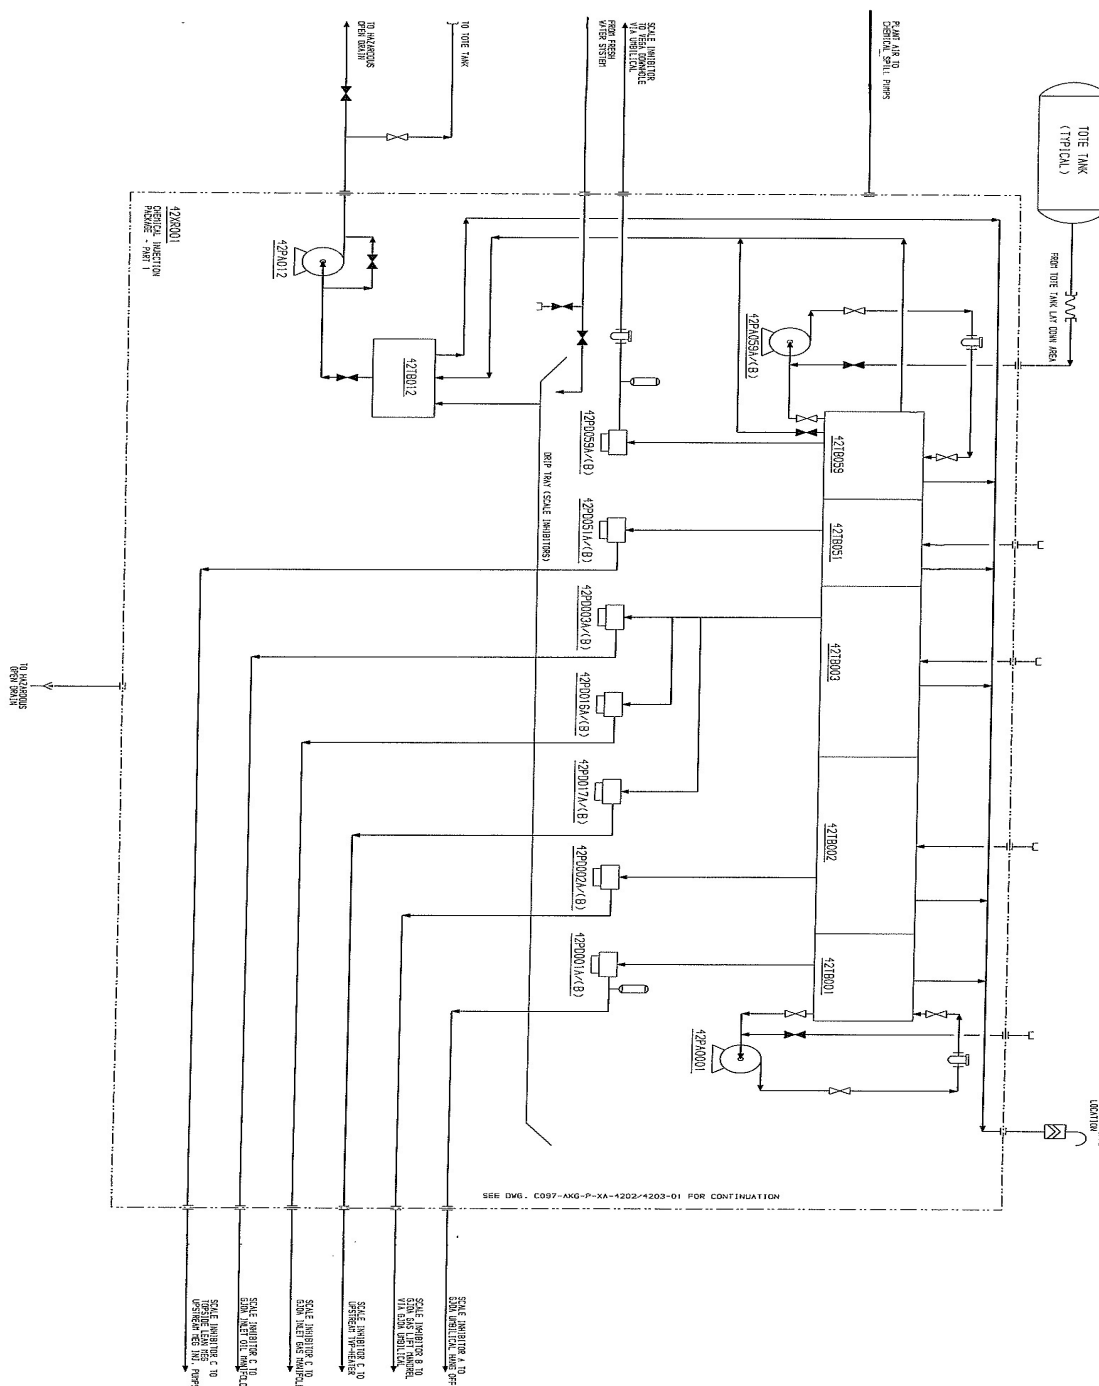 TO HAZARDOUS
OPEN DRAIN
TO TOTE TANK
FROM FRESH
WATER SYSTEM
SCALE INHIBITOR
TO VEGA DOWNHOLE
VIA UMBILICAL
PLANT AIR TO
CHEMICAL SPILL PUMPS
TOTE TANK
(TYPICAL)
FROM TOTE TANK LAY DOWN AREA
42XR001
CHEMICAL INJECTION
PACKAGE - PART 1
42PA012
42TB012
42PA059A/(B)
42PD059A/(B)
DRIP TRAY (SCALE INHIBITORS)
42TB059
42PD051A/(B)
42TB051
42PD003A/(B)
42TB003
42PD016A/(B)
42PD017A/(B)
42PD002A/(B)
42TB002
42PD001A/(B)
42TB001
42PA0001
TO HAZARDOUS
OPEN DRAIN
LOCATION
SEE DWG. C097-AKG-P-XA-4202/4203-01 FOR CONTINUATION
SCALE INHIBITOR C TO
TOPSIDE LEAN MEG
UPSTREAM MEG INJ. PUMPS
SCALE INHIBITOR C TO
GJOA INLET OIL MANIFOLD
SCALE INHIBITOR C TO
GJOA INLET GAS MANIFOLD
SCALE INHIBITOR C TO
UPSTREAM TVP-HEATER
SCALE INHIBITOR B TO
GJOA GAS LIFT MANDREL
VIA GJOA UMBILICAL
SCALE INHIBITOR A TO
GJOA UMBILICAL HANG OFF